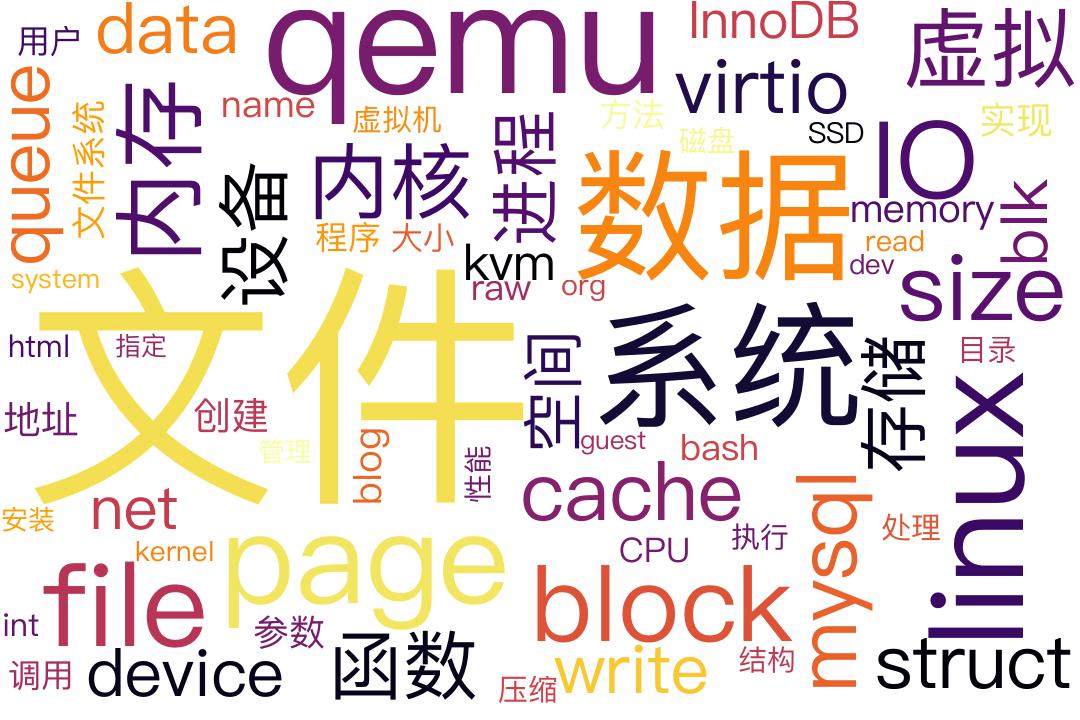 用户
data
qemu
InnoDB
虚拟
queue
文件系统
内存
name
虚拟机
virtio
方法
磁盘
SSD
实现
设备
内核
进程
数据
IO
memory
blk
程序
大小
read
system
kvm
raw
org
dev
size
文件
系统
html
指定
空间
存储
目录
linux
地址
创建
管理
blog
性能
guest
bash
安装
net
cache
mysql
处理
kernel
page
CPU
执行
int
file
block
参数
函数
结构
struct
调用
device
压缩
write